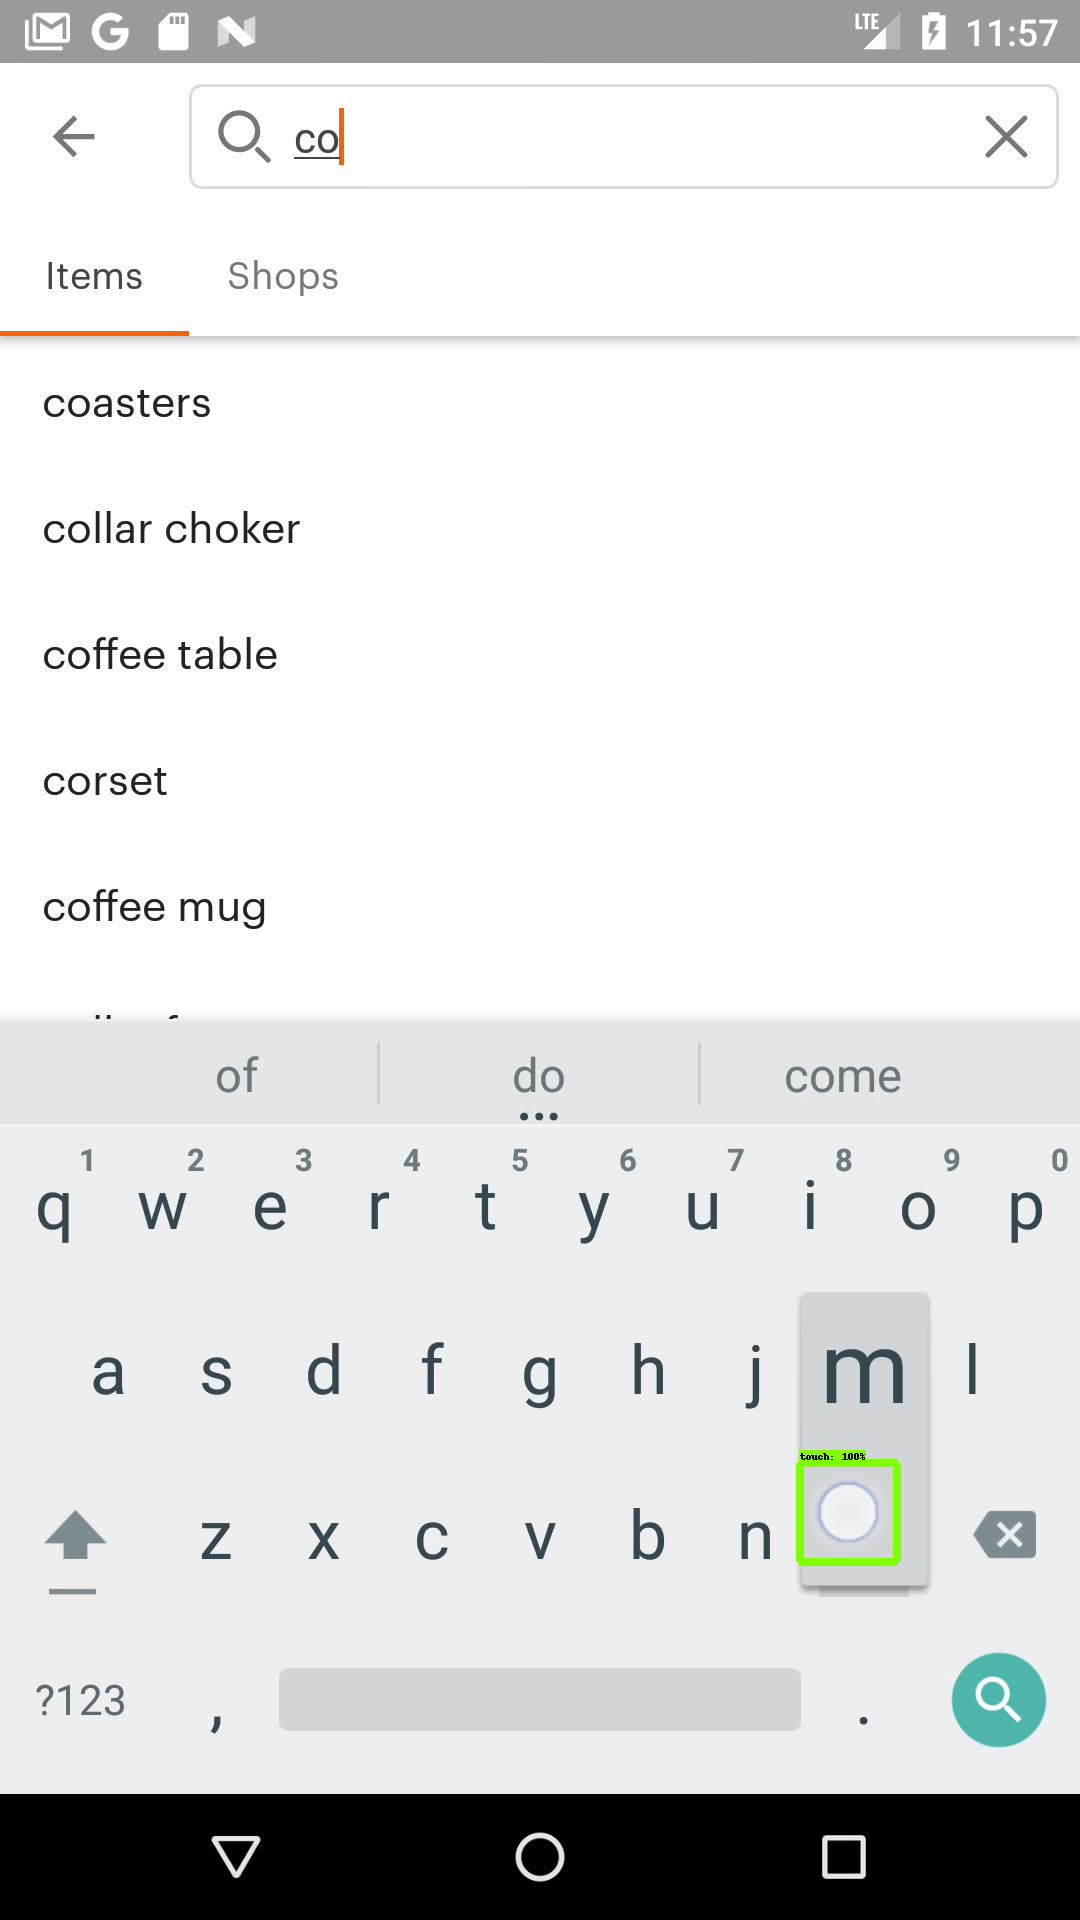 LTE 11:57
co
Items Shops
coasters
collar choker
coffee table
corset
coffee mug
of do come
1 2 3 4 5 6 7 8 9 0
q w e r t y u i o p
a s d f g h j m l
touch: 100%
z x c v b n
?123 , .